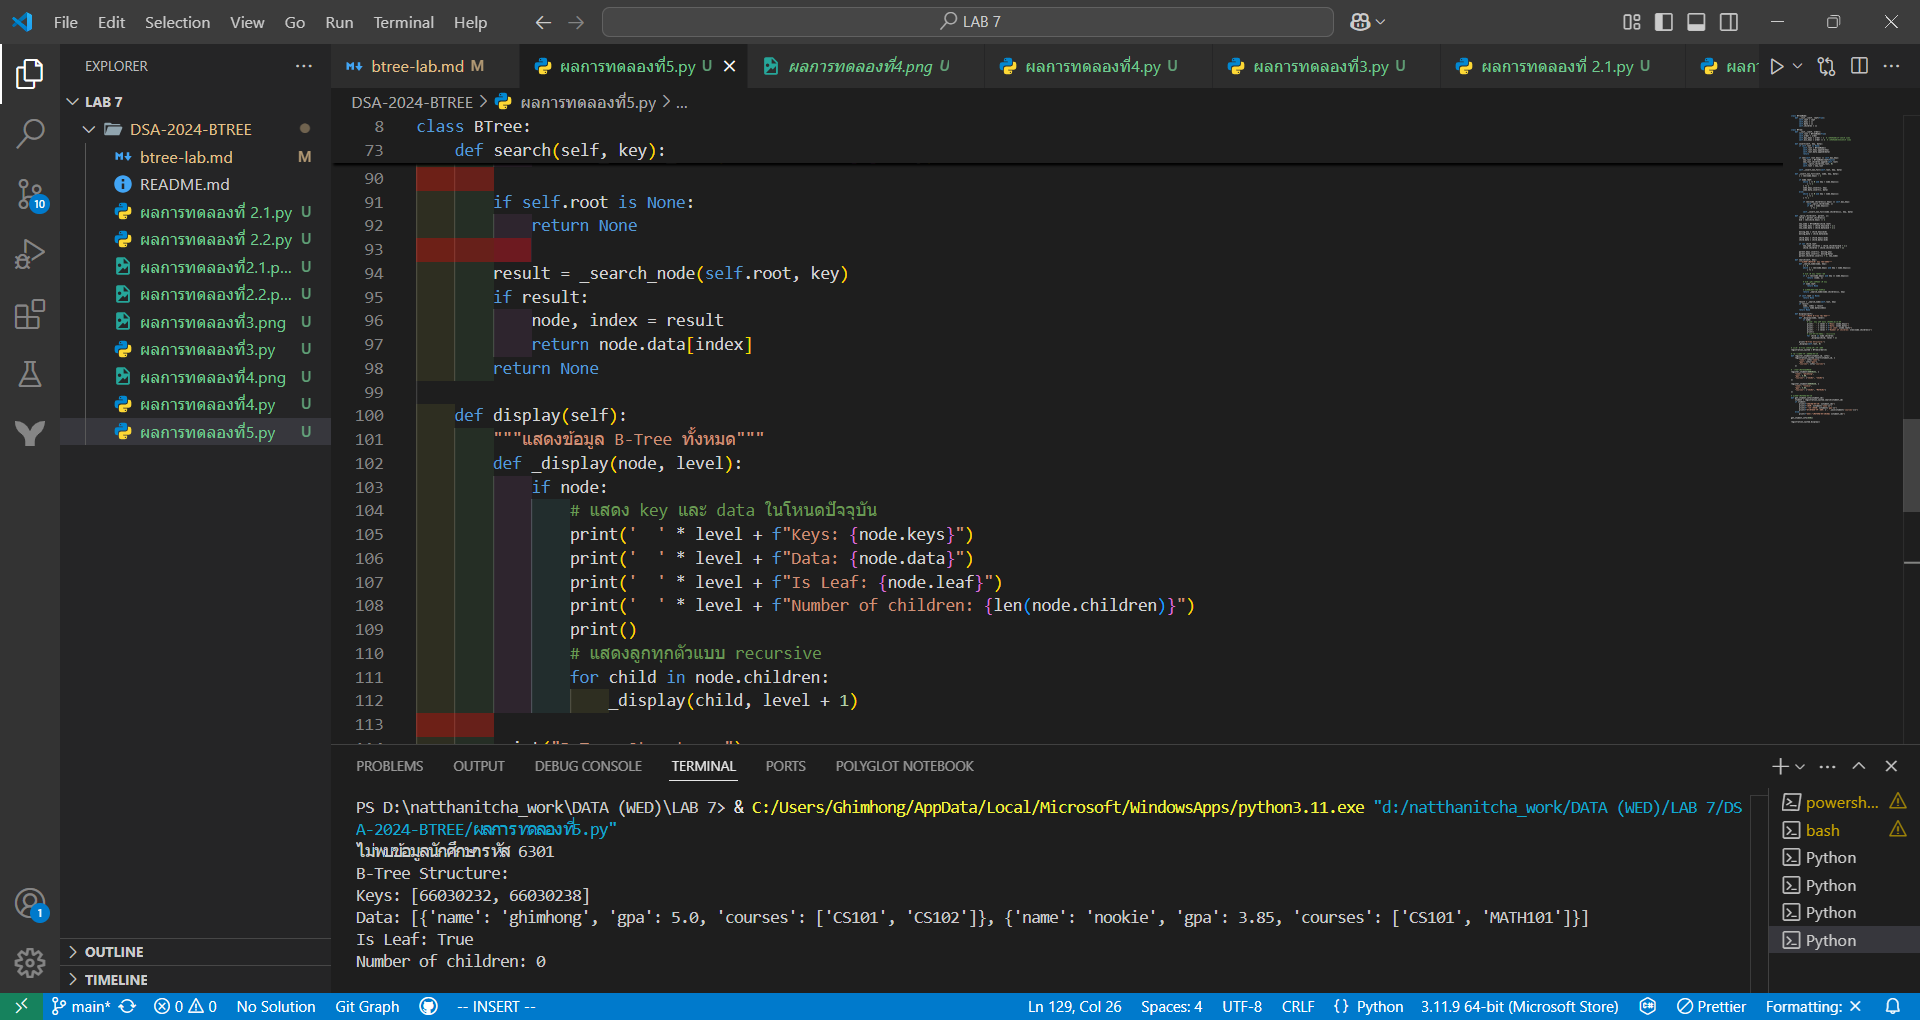 File Edit Selection View Go Run Terminal Help
LAB 7
EXPLORER
LAB 7
DSA-2024-BTREE
btree-lab.md M
README.md
ผลการทดลองที่ 2.1.py U
ผลการทดลองที่ 2.2.py U
ผลการทดลองที่2.1.p... U
ผลการทดลองที่2.2.p... U
ผลการทดลองที่3.png U
ผลการทดลองที่3.py U
ผลการทดลองที่4.png U
ผลการทดลองที่4.py U
ผลการทดลองที่5.py U
OUTLINE
TIMELINE
10
1
btree-lab.md M ผลการทดลองที่5.py U ผลการทดลองที่4.png U ผลการทดลองที่4.py U ผลการทดลองที่3.py U ผลการทดลองที่ 2.1.py U
DSA-2024-BTREE > ผลการทดลองที่5.py > ...
8 class BTree:
73 def search(self, key):
90
91 if self.root is None:
92 return None
93
94 result = _search_node(self.root, key)
95 if result:
96 node, index = result
97 return node.data[index]
98 return None
99
100 def display(self):
101 """แสดงข้อมูล B-Tree ทั้งหมด"""
102 def _display(node, level):
103 if node:
104 # แสดง key และ data ในโหนดปัจจุบัน
105 print('  ' * level + f"Keys: {node.keys}")
106 print('  ' * level + f"Data: {node.data}")
107 print('  ' * level + f"Is Leaf: {node.leaf}")
108 print('  ' * level + f"Number of children: {len(node.children)}")
109 print()
110 # แสดงลูกทุกตัวแบบ recursive
111 for child in node.children:
112 _display(child, level + 1)
113
PROBLEMS OUTPUT DEBUG CONSOLE TERMINAL PORTS POLYGLOT NOTEBOOK
PS D:\natthanitcha_work\DATA (WED)\LAB 7> & C:/Users/Ghimhong/AppData/Local/Microsoft/WindowsApps/python3.11.exe "d:/natthanitcha_work/DATA (WED)/LAB 7/DS
A-2024-BTREE/ผลการทดลองที่5.py"
ไม่พบข้อมูลนักศึกษารหัส 6301
B-Tree Structure:
Keys: [66030232, 66030238]
Data: [{'name': 'ghimhong', 'gpa': 5.0, 'courses': ['CS101', 'CS102']}, {'name': 'nookie', 'gpa': 3.85, 'courses': ['CS101', 'MATH101']}]
Is Leaf: True
Number of children: 0
powersh...
bash
Python
Python
Python
Python
main* 0 0 No Solution Git Graph -- INSERT -- Ln 129, Col 26 Spaces: 4 UTF-8 CRLF {} Python 3.11.9 64-bit (Microsoft Store) Prettier Formatting: ×